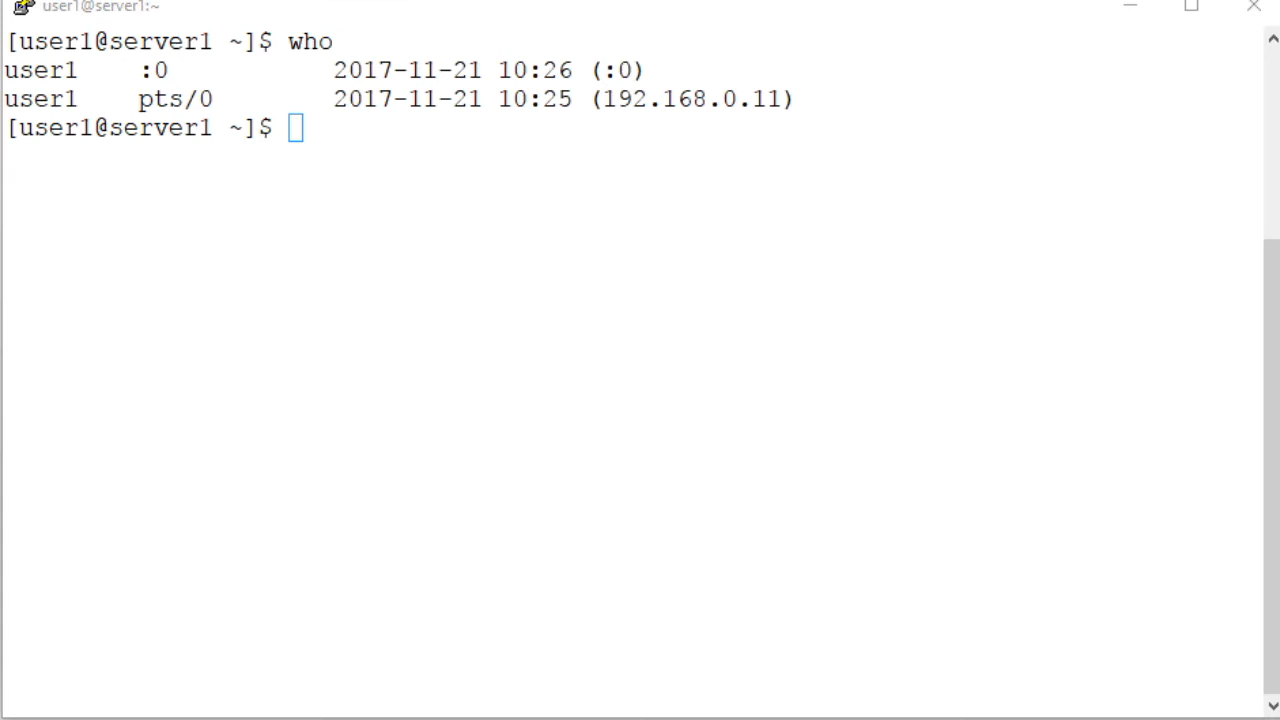 user1@server1:~
[user1@server1 ~]$ who
user1    :0           2017-11-21 10:26 (:0)
user1    pts/0        2017-11-21 10:25 (192.168.0.11)
[user1@server1 ~]$